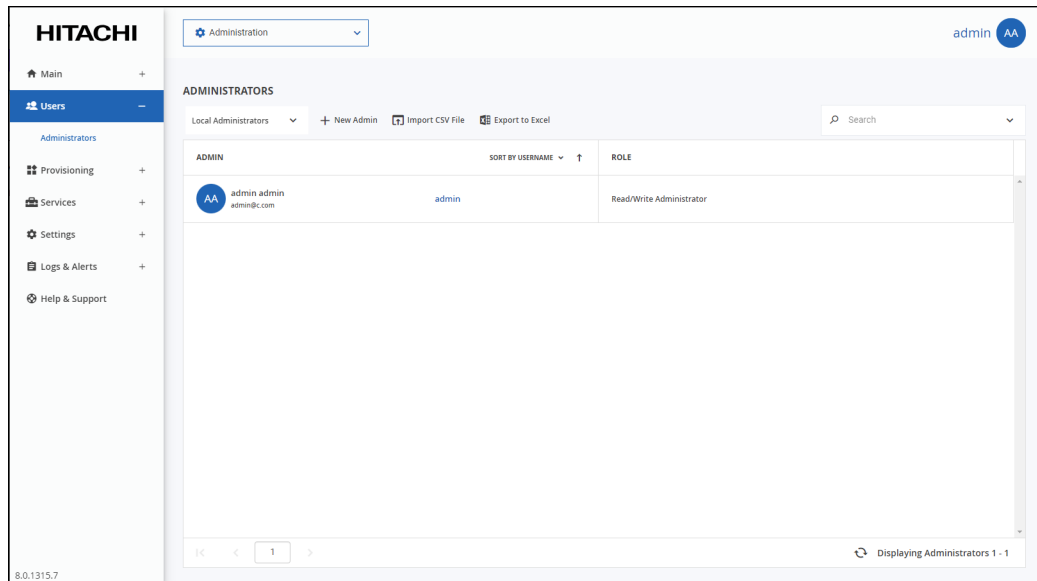 HITACHI
Administration
admin AA
Main +
Users −
Administrators
Provisioning +
Services +
Settings +
Logs & Alerts +
Help & Support
8.0.1315.7
ADMINISTRATORS
Local Administrators + New Admin Import CSV File Export to Excel Search
ADMIN SORT BY USERNAME ↑ ROLE
AA admin admin admin Read/Write Administrator
admin@c.com
1 Displaying Administrators 1 - 1